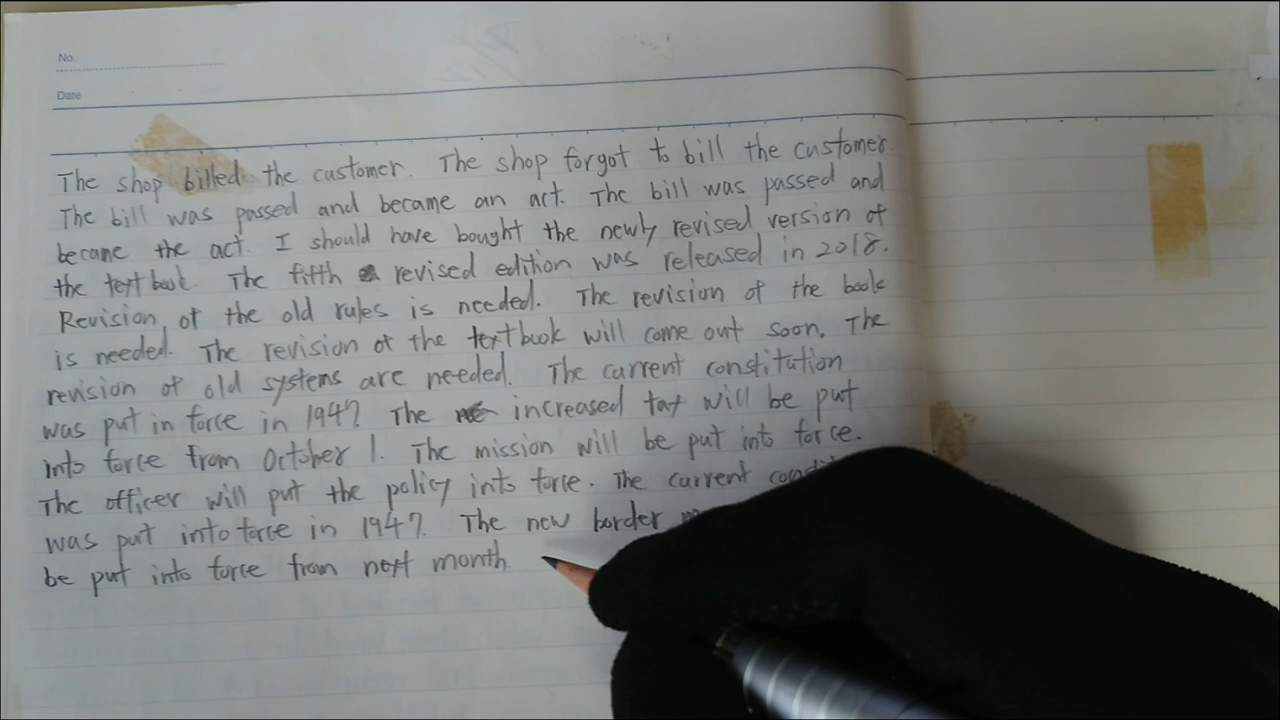 No.
Date
The shop billed the customer. The shop forgot to bill the customer.
The bill was passed and became an act. The bill was passed and
became the act. I should have bought the newly revised version of
the textbook. The fifth revised edition was released in 2018.
Revision of the old rules is needed. The revision of the book
is needed. The revision of the textbook will come out soon. The
revision of old systems are needed. The current constitution
was put in force in 1947. The increased tax will be put
into force from October 1. The mission will be put into force.
The officer will put the policy into force. The current
was put into force in 1947. The new border
be put into force from next month.